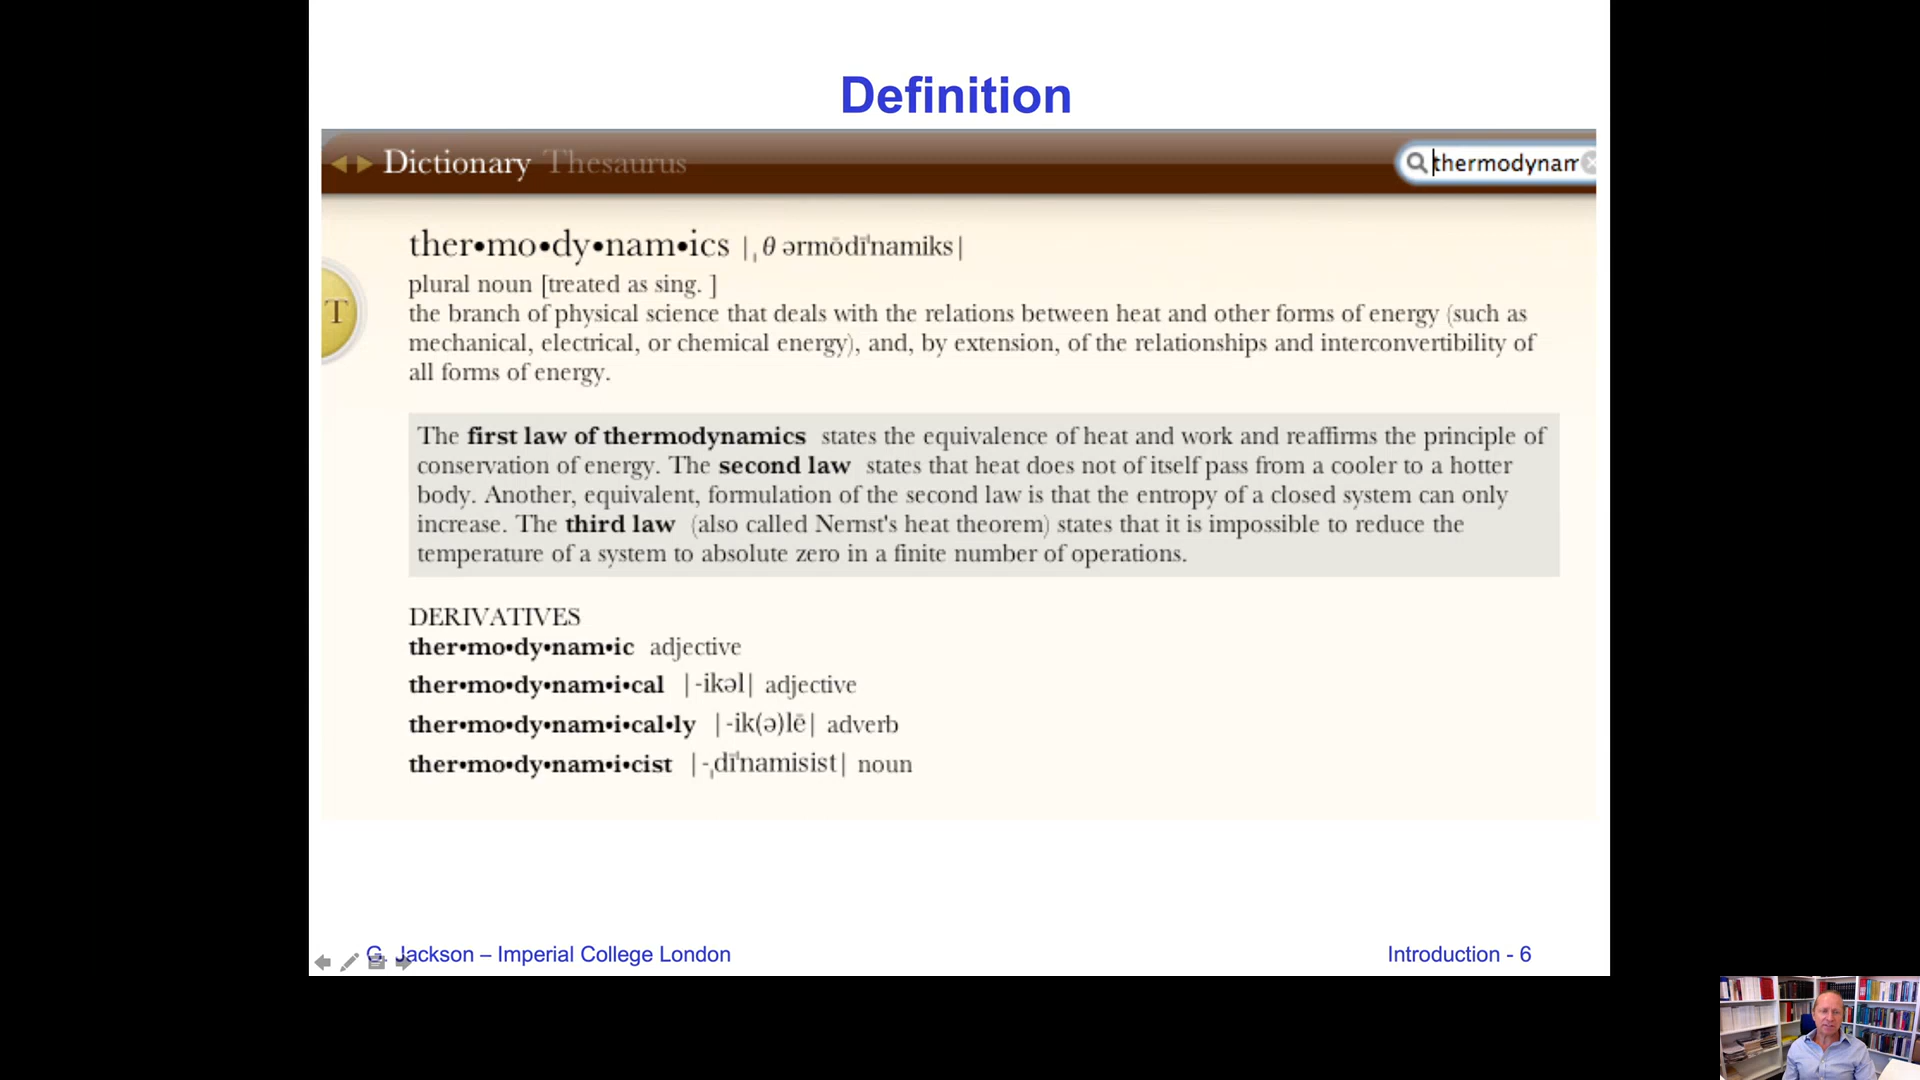 Definition
Dictionary Thesaurus
thermodynam
ther•mo•dy•nam•ics |ˌθərmōdīˈnamiks|
T
plural noun [treated as sing. ]
the branch of physical science that deals with the relations between heat and other forms of energy (such as
mechanical, electrical, or chemical energy), and, by extension, of the relationships and interconvertibility of
all forms of energy.
The first law of thermodynamics states the equivalence of heat and work and reaffirms the principle of
conservation of energy. The second law states that heat does not of itself pass from a cooler to a hotter
body. Another, equivalent, formulation of the second law is that the entropy of a closed system can only
increase. The third law (also called Nernst's heat theorem) states that it is impossible to reduce the
temperature of a system to absolute zero in a finite number of operations.
DERIVATIVES
ther•mo•dy•nam•ic adjective
ther•mo•dy•nam•i•cal |-ikəl| adjective
ther•mo•dy•nam•i•cal•ly |-ik(ə)lē| adverb
ther•mo•dy•nam•i•cist |-ˌdīˈnamisist| noun
G. Jackson – Imperial College London
Introduction - 6